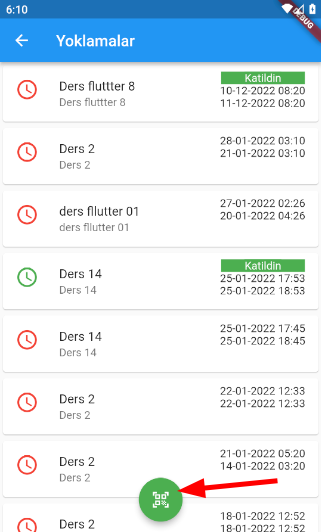 6:10
DEBUG
Yoklamalar
Ders fluttter 8
Ders fluttter 8
Katildin
10-12-2022 08:20
11-12-2022 08:20
Ders 2
Ders 2
28-01-2022 03:10
21-01-2022 03:10
ders fllutter 01
ders fllutter 01
27-01-2022 02:26
20-01-2022 04:26
Ders 14
Ders 14
Katildin
25-01-2022 17:53
25-01-2022 18:53
Ders 14
Ders 14
25-01-2022 17:45
25-01-2022 18:45
Ders 2
Ders 2
22-01-2022 12:33
22-01-2022 12:33
Ders 2
Ders 2
21-01-2022 05:20
14-01-2022 03:20
Ders 2
18-01-2022 12:52
18-01-2022 12:52